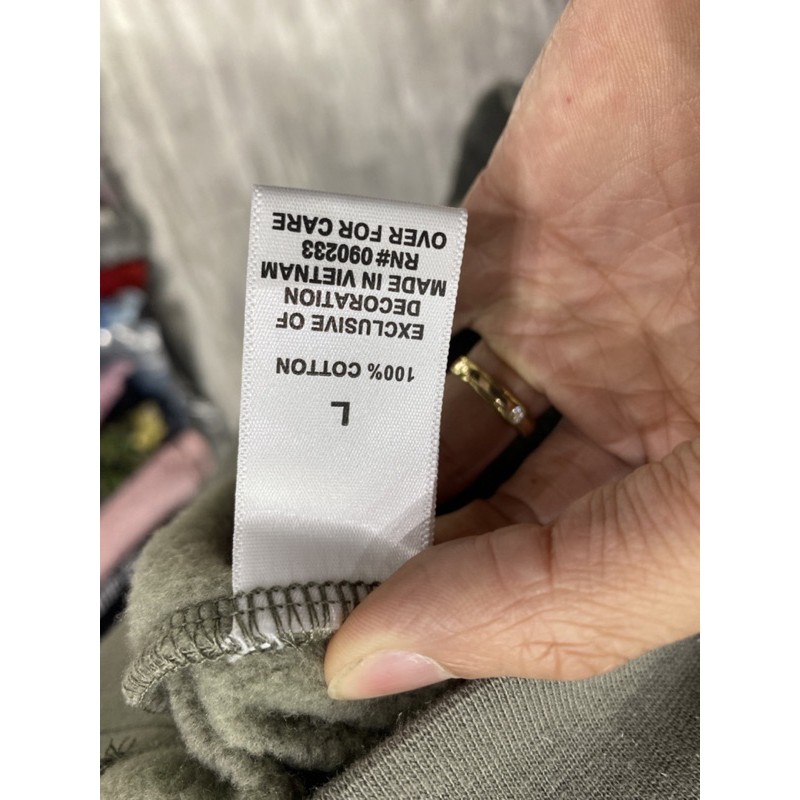 L
100% COTTON
EXCLUSIVE OF
DECORATION
MADE IN VIETNAM
RN# 090233
OVER FOR CARE